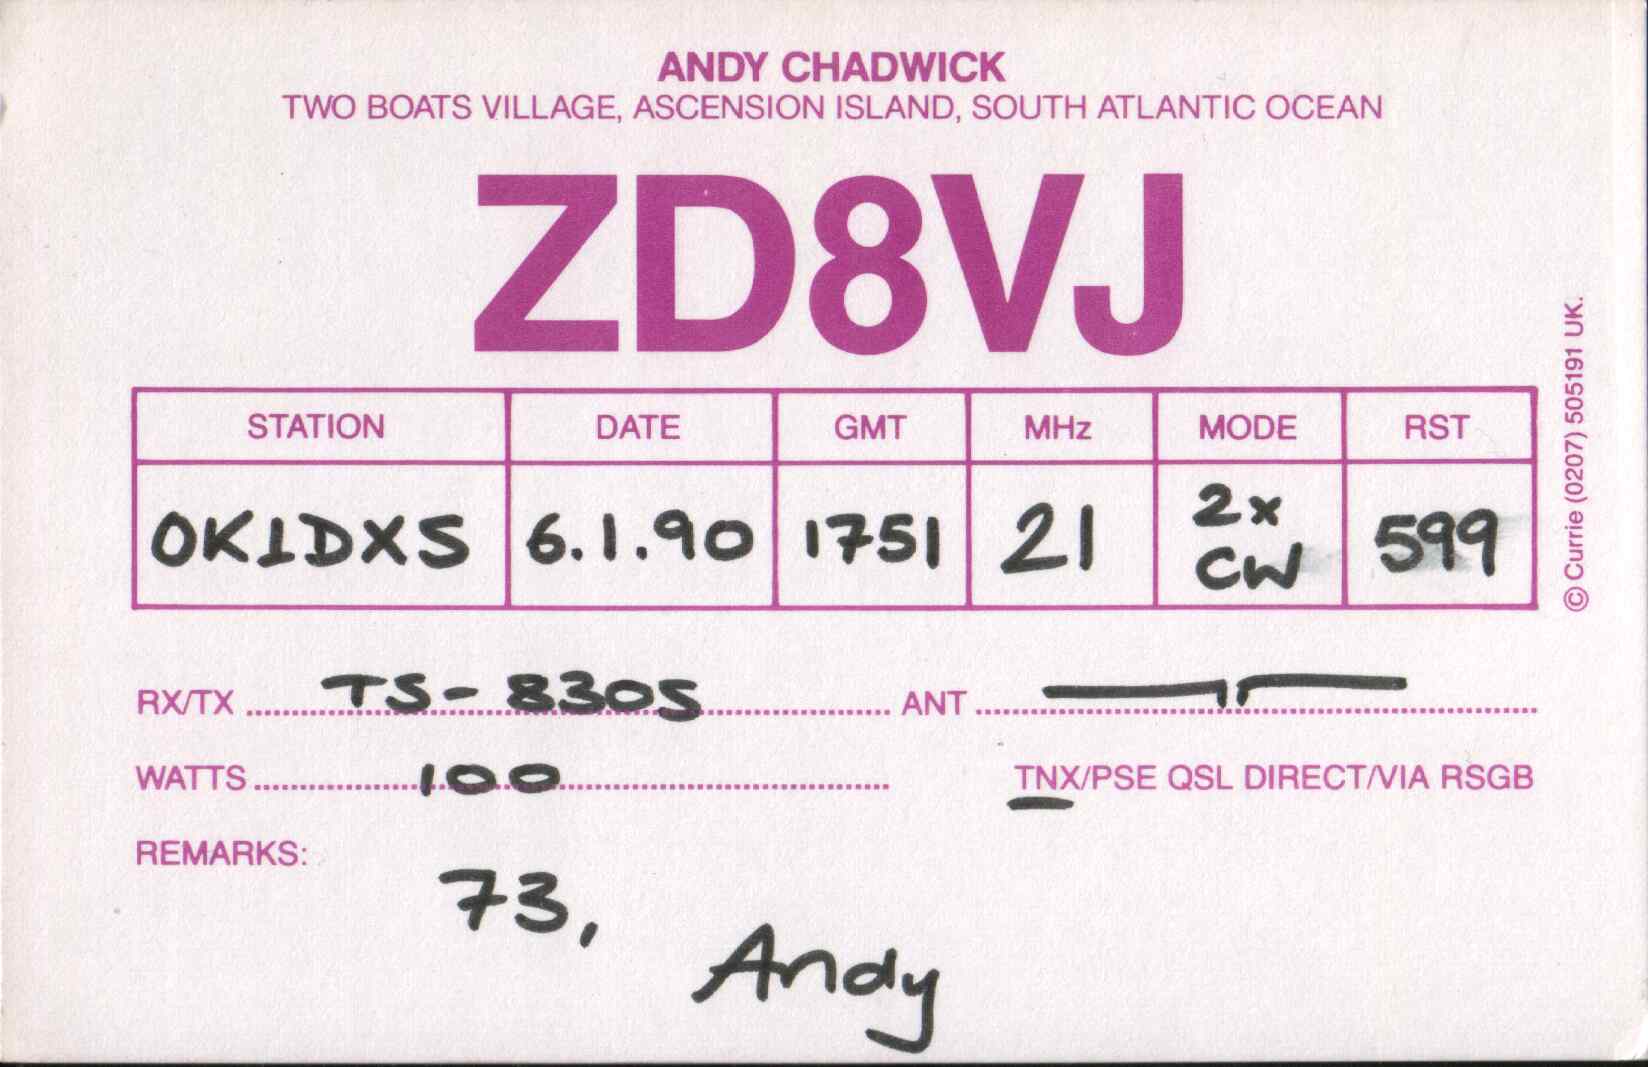 ANDY CHADWICK
TWO BOATS VILLAGE, ASCENSION ISLAND, SOUTH ATLANTIC OCEAN
ZD8VJ
STATION DATE GMT MHz MODE RST
OK1DXS 6.1.90 1751 21 2x CW 599
RX/TX TS-830S ANT
WATTS 100 TNX/PSE QSL DIRECT/VIA RSGB
REMARKS:
73,
Andy
© Currie (0207) 505191 UK.